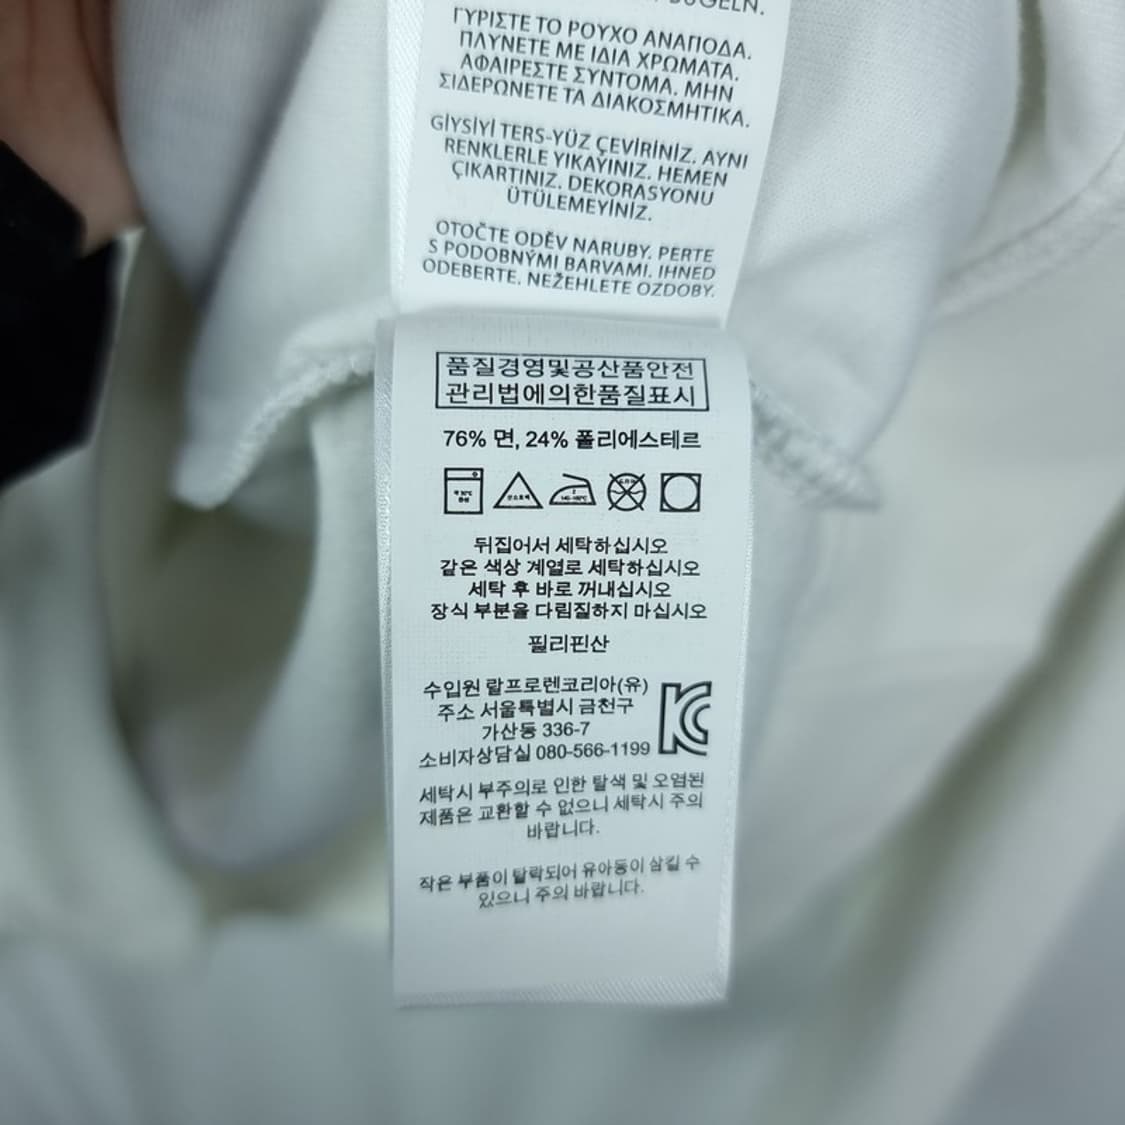 BÜGELN.
ΓΥΡΙΣΤΕ ΤΟ ΡΟΥΧΟ ΑΝΑΠΟΔΑ.
ΠΛΥΝΕΤΕ ΜΕ ΙΔΙΑ ΧΡΩΜΑΤΑ.
ΑΦΑΙΡΕΣΤΕ ΣΥΝΤΟΜΑ. ΜΗΝ
ΣΙΔΕΡΩΝΕΤΕ ΤΑ ΔΙΑΚΟΣΜΗΤΙΚΑ.
GİYSİYİ TERS-YÜZ ÇEVİRİNİZ. AYNI
RENKLERLE YIKAYINIZ. HEMEN
ÇIKARTINIZ. DEKORASYONU
ÜTÜLEMEYİNİZ.
OTOČTE ODĚV NARUBY. PERTE
S PODOBNÝMI BARVAMI. IHNED
ODEBERTE. NEŽEHLETE OZDOBY.
품질경영및공산품안전
관리법에의한품질표시
76% 면, 24% 폴리에스테르
뒤집어서 세탁하십시오
같은 색상 계열로 세탁하십시오
세탁 후 바로 꺼내십시오
장식 부분을 다림질하지 마십시오
필리핀산
수입원 랄프로렌코리아(유)
주소 서울특별시 금천구
가산동 336-7
소비자상담실 080-566-1199
세탁시 부주의로 인한 탈색 및 오염된
제품은 교환할 수 없으니 세탁시 주의
바랍니다.
작은 부품이 탈락되어 유아동이 삼킬 수
있으니 주의 바랍니다.